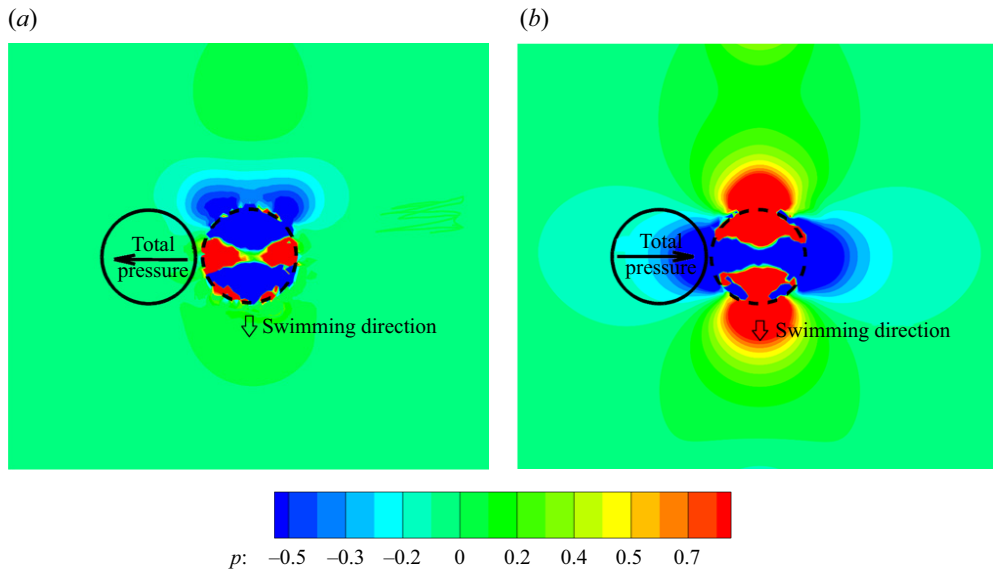 (a)
(b)
Total
pressure
Swimming direction
Total
pressure
Swimming direction
p: –0.5 –0.3 –0.2 0 0.2 0.4 0.5 0.7